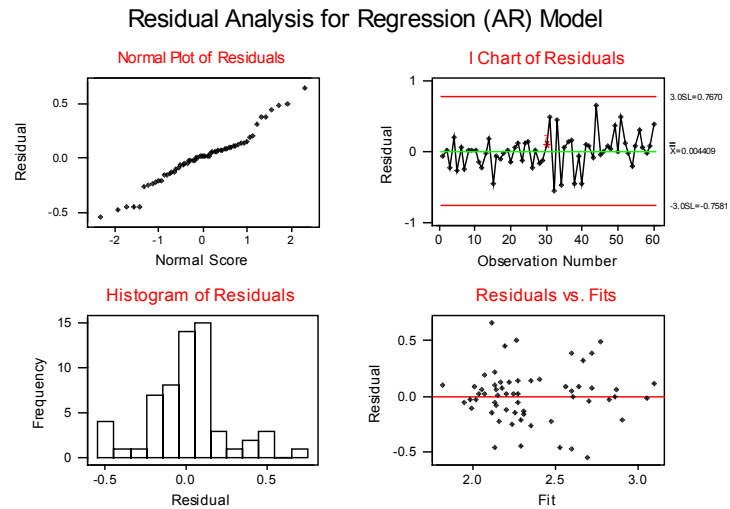 Residual Analysis for Regression (AR) Model
Normal Plot of Residuals
Residual
0.5
0.0
-0.5
-2
-1
0
1
2
Normal Score
I Chart of Residuals
Residual
1
0
-1
3.0SL=0.7670
X=0.004409
-3.0SL=-0.7581
0
10
20
30
40
50
60
Observation Number
Histogram of Residuals
Frequency
15
10
5
0
-0.5
0.0
0.5
Residual
Residuals vs. Fits
Residual
0.5
0.0
-0.5
2.0
2.5
3.0
Fit